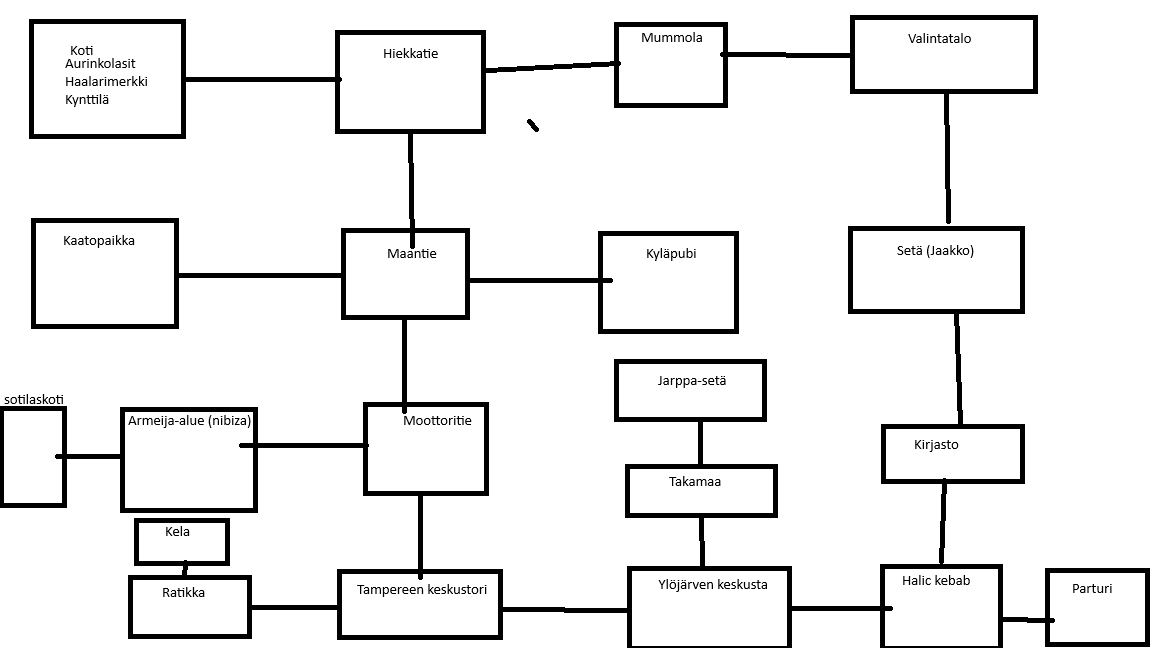 Koti
Aurinkolasit
Haalarimerkki
Kynttilä
Hiekkatie
Mummola
Valintatalo
Kaatopaikka
Maantie
Kyläpubi
Setä (Jaakko)
Jarppa-setä
sotilaskoti
Armeija-alue (nibiza)
Moottoritie
Kirjasto
Takamaa
Kela
Ratikka
Tampereen keskustori
Ylöjärven keskusta
Halic kebab
Parturi